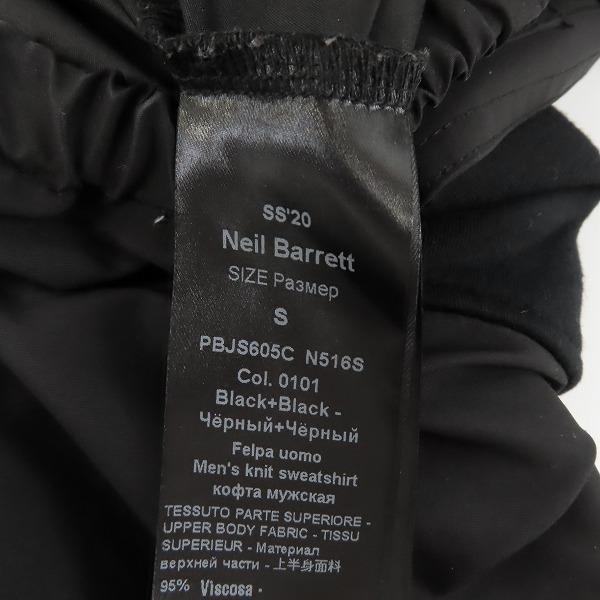 SS'20
Neil Barrett
SIZE Размер
S
PBJS605C N516S
Col. 0101
Black+Black -
Чёрный+Чёрный
Felpa uomo
Men's knit sweatshirt
кофта мужская
TESSUTO PARTE SUPERIORE -
UPPER BODY FABRIC - TISSU
SUPERIEUR - Материал
верхней части - 上半身面料
95% Viscosa -